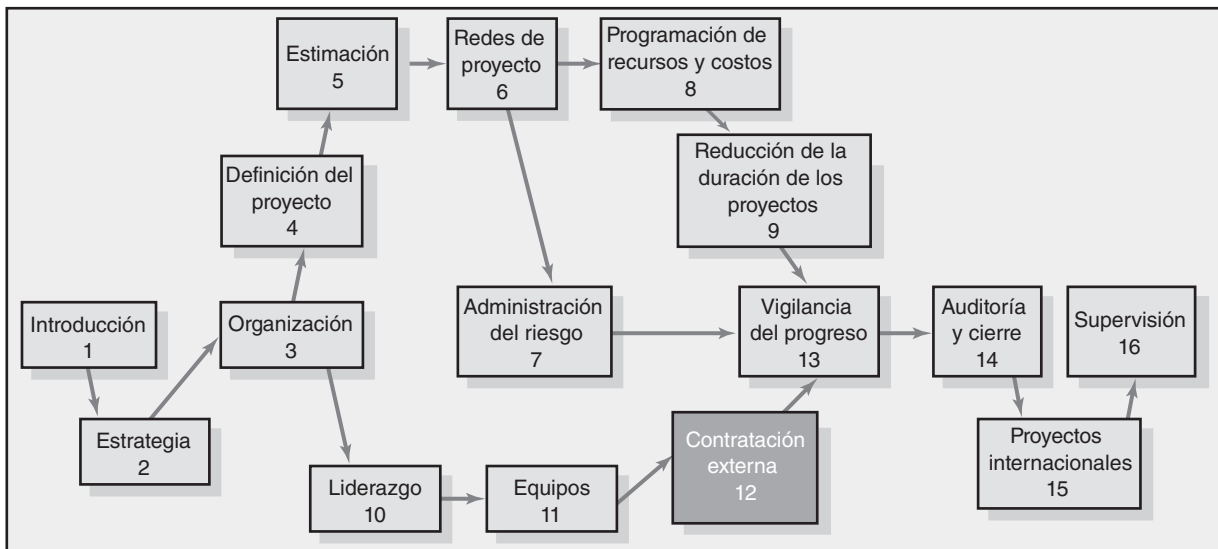 Estimación
5
Redes de
proyecto
6
Programación de
recursos y costos
8
Definición del
proyecto
4
Reducción de la
duración de los
proyectos
9
Introducción
1
Organización
3
Administración
del riesgo
7
Vigilancia
del progreso
13
Auditoría
y cierre
14
Supervisión
16
Estrategia
2
Liderazgo
10
Equipos
11
Contratación
externa
12
Proyectos
internacionales
15